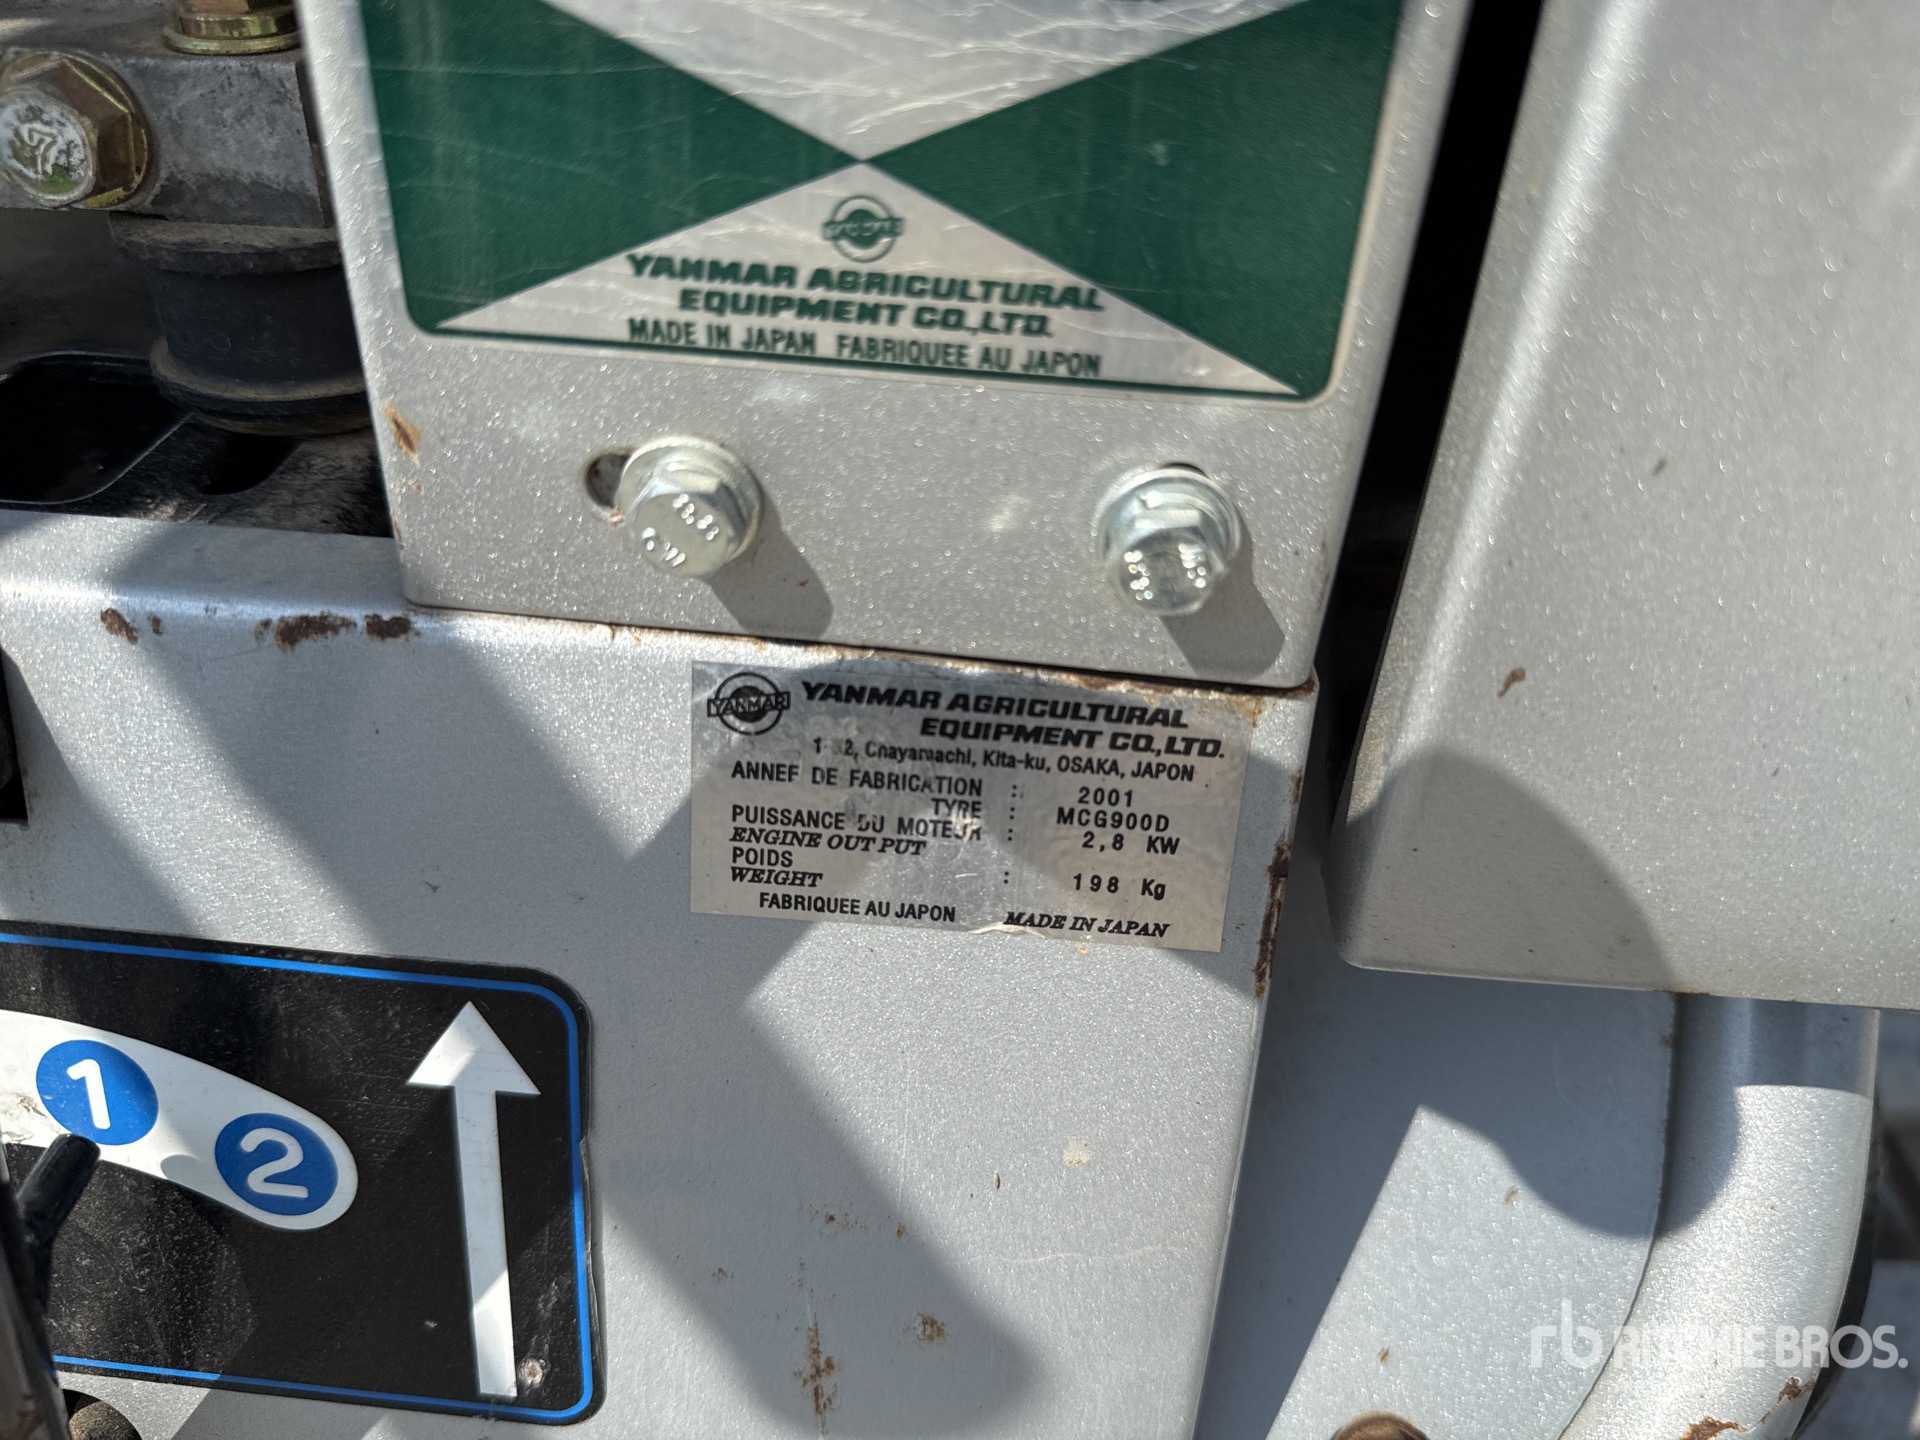 YANMAR
YANMAR AGRICULTURAL
EQUIPMENT CO.,LTD.
MADE IN JAPAN FABRIQUEE AU JAPON
7
YANMAR
YANMAR AGRICULTURAL
EQUIPMENT CO.,LTD.
Chayamachi, Kita-ku, OSAKA, JAPON
ANNEE DE FABRICATION : 2001
TYPE : MCG900D
PUISSANCE DU MOTEUR : 2,8 KW
ENGINE OUT PUT
POIDS
WEIGHT : 198 Kg
FABRIQUEE AU JAPON MADE IN JAPAN
1
2
rb RITCHIE BROS.